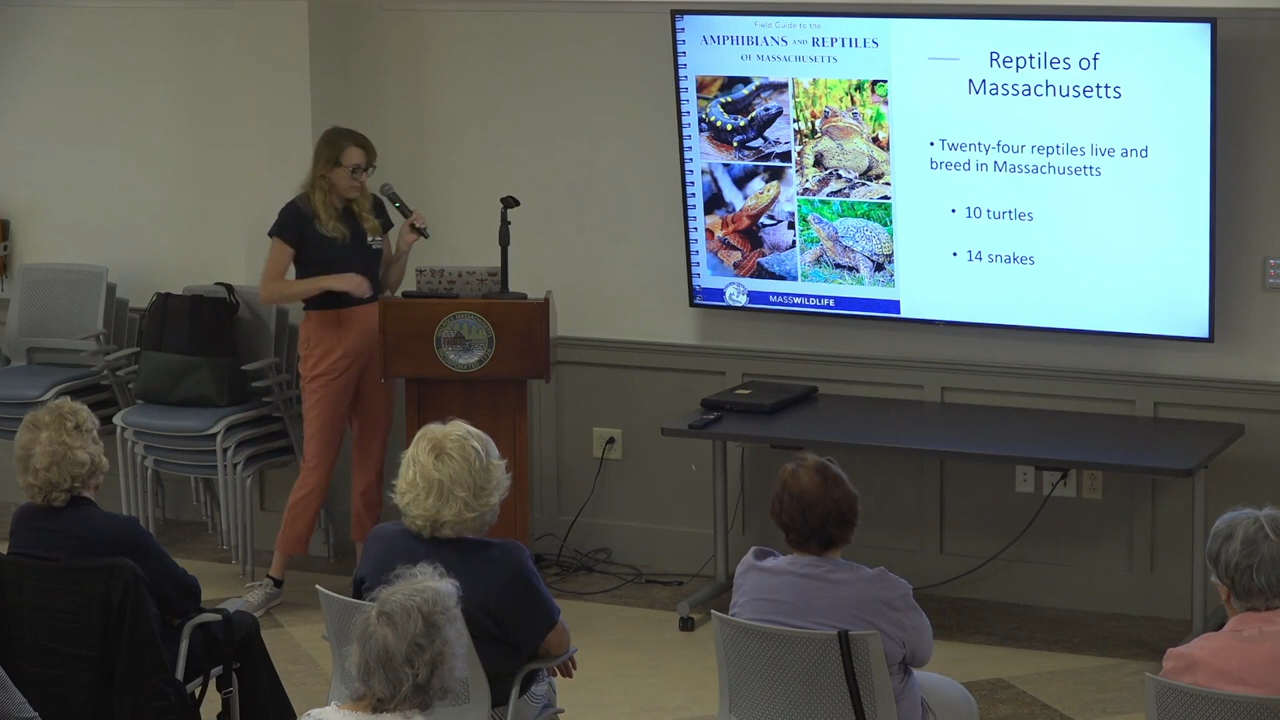 Field Guide to the
AMPHIBIANS AND REPTILES
OF MASSACHUSETTS
MASSWILDLIFE
Reptiles of
Massachusetts
• Twenty-four reptiles live and
breed in Massachusetts
• 10 turtles
• 14 snakes